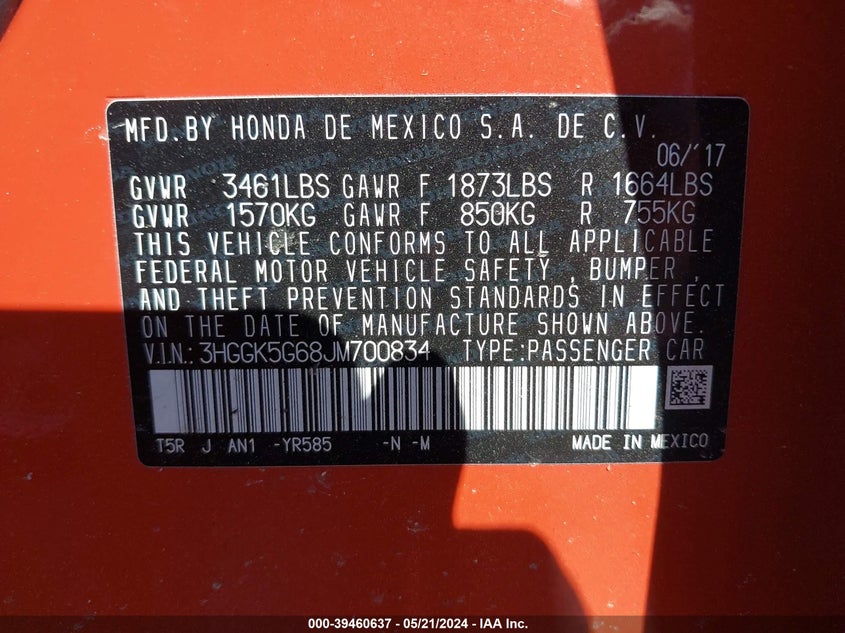 MFD.BY HONDA DE MEXICO S.A. DE C.V.
06/'17
GVWR 3461LBS GAWR F 1873LBS R 1664LBS
GVWR 1570KG GAWR F 850KG R 755KG
THIS VEHICLE CONFORMS TO ALL APPLICABLE
FEDERAL MOTOR VEHICLE SAFETY , BUMPER ,
AND THEFT PREVENTION STANDARDS IN EFFECT
ON THE DATE OF MANUFACTURE SHOWN ABOVE.
V.I.N.: 3HGGK5G68JM700834 TYPE:PASSENGER CAR
T5R J AN1 -YR585 -N -M MADE IN MEXICO
000-39460637 - 05/21/2024 - IAA Inc.